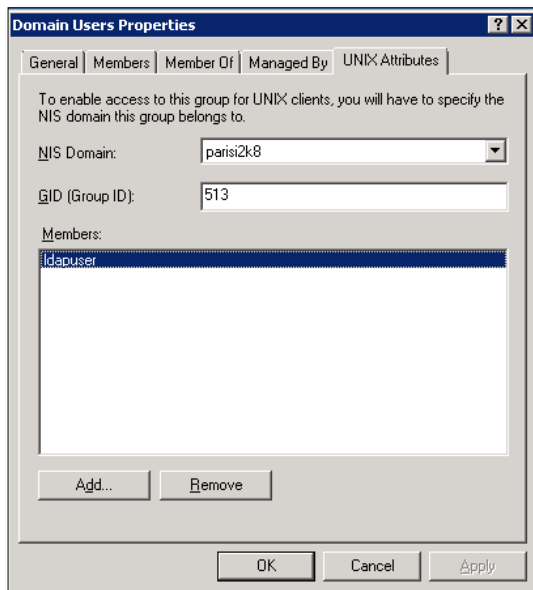 Domain Users Properties
General Members Member Of Managed By UNIX Attributes
To enable access to this group for UNIX clients, you will have to specify the
NIS domain this group belongs to.
NIS Domain: parisi2k8
GID (Group ID): 513
Members:
ldapuser
Add... Remove
OK Cancel Apply